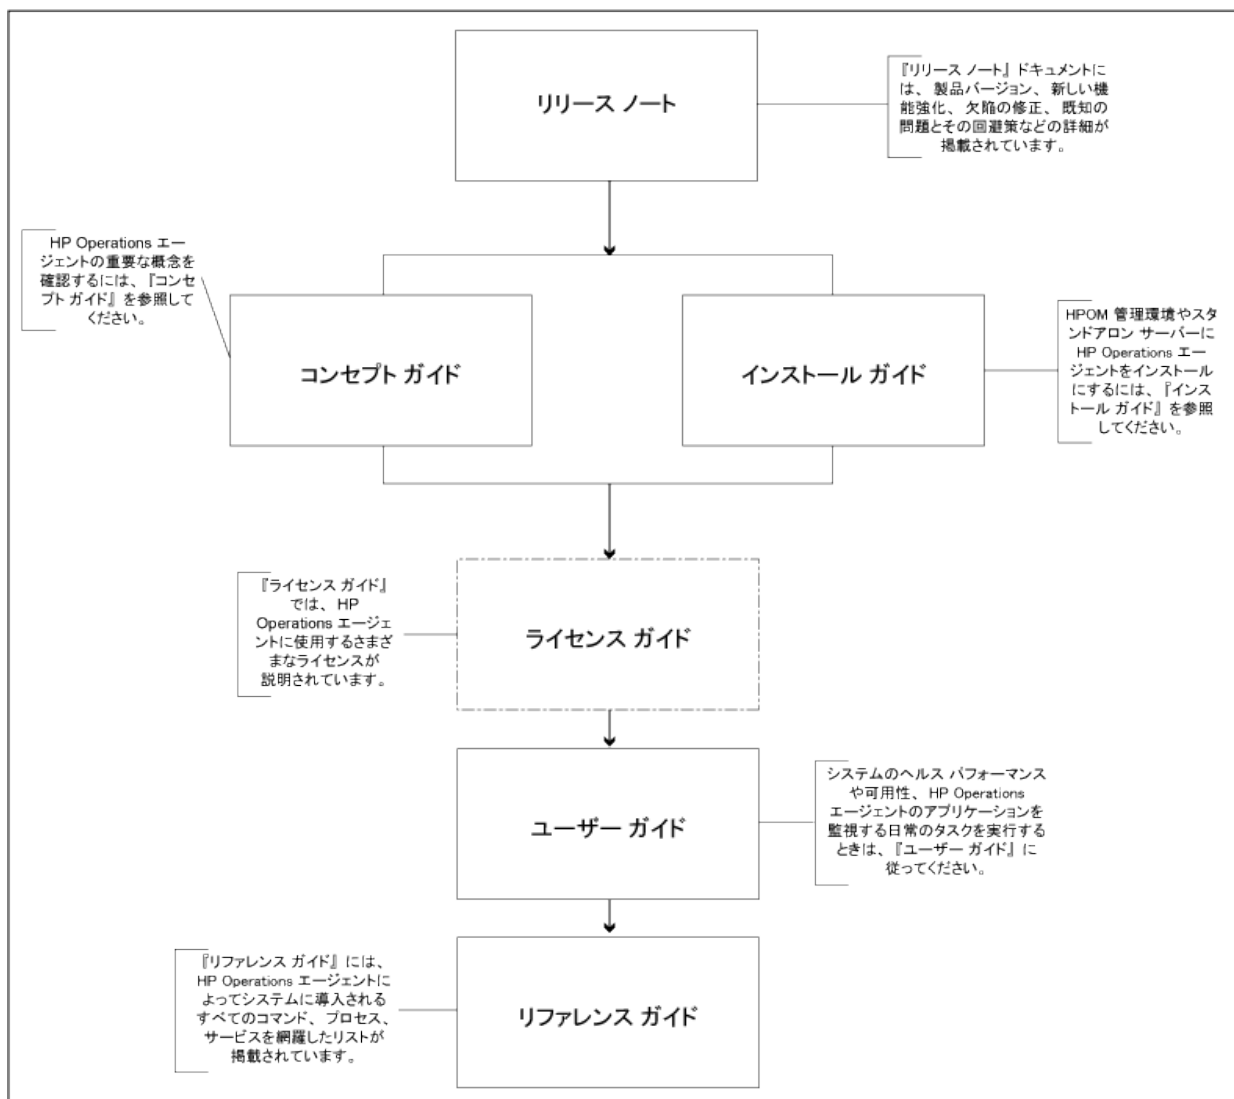 リリース ノート
『リリース ノート』 ドキュメントに
は、 製品バージョン、 新しい機
能強化、 欠陥の修正、 既知の
問題とその回避策などの詳細が
掲載されています。
HP Operations エー
ジェントの重要な概念を
確認するには、 『コンセ
プト ガイド』 を参照して
ください。
コンセプト ガイド
インストール ガイド
HPOM 管理環境やスタ
ンドアロン サーバーに
HP Operations エー
ジェントをインストール
にするには、 『インス
トール ガイド』 を参照
してください。
『ライセンス ガイド』
では、 HP
Operations エージェ
ントに使用するさまざ
まなライセンスが
説明されています。
ライセンス ガイド
ユーザー ガイド
システムのヘルス パフォーマンス
や可用性、 HP Operations
エージェントのアプリケーションを
監視する日常のタスクを実行する
ときは、 『ユーザー ガイド』 に
従ってください。
『リファレンス ガイド』 には、
HP Operations エージェントに
よってシステムに導入される
すべてのコマンド、 プロセス、
サービスを網羅したリストが
掲載されています。
リファレンス ガイド